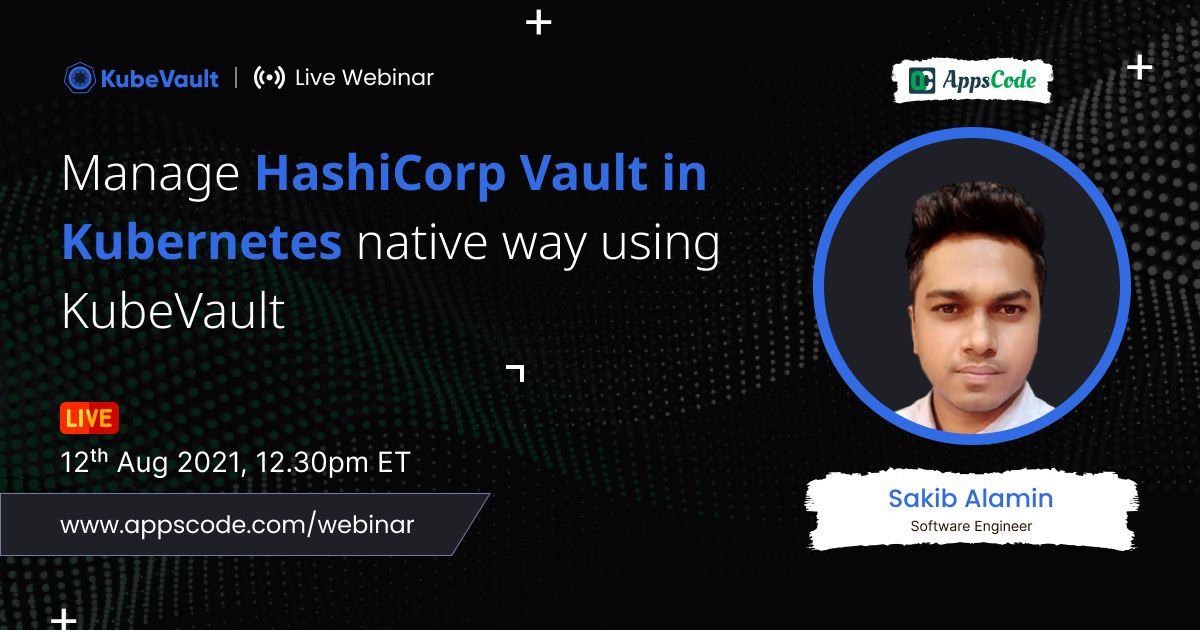 KubeVault | Live Webinar
AppsCode
Manage HashiCorp Vault in
Kubernetes native way using
KubeVault
LIVE
12th Aug 2021, 12.30pm ET
www.appscode.com/webinar
Sakib Alamin
Software Engineer